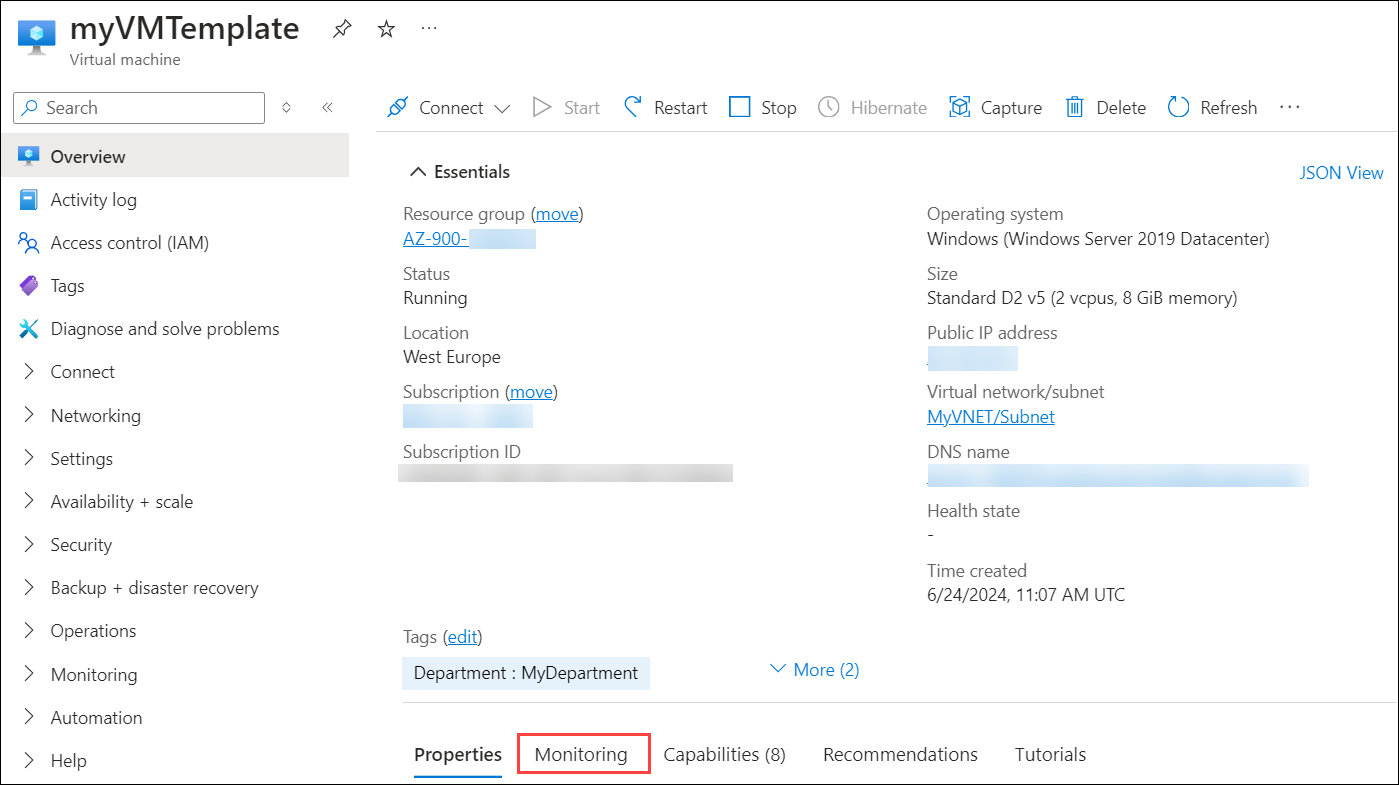 myVMTemplate
Virtual machine
Search
Connect
Start
Restart
Stop
Hibernate
Capture
Delete
Refresh
Overview
Activity log
Access control (IAM)
Tags
Diagnose and solve problems
Connect
Networking
Settings
Availability + scale
Security
Backup + disaster recovery
Operations
Monitoring
Automation
Help
Essentials
JSON View
Resource group (move)
AZ-900-
Status
Running
Location
West Europe
Subscription (move)
Subscription ID
Operating system
Windows (Windows Server 2019 Datacenter)
Size
Standard D2 v5 (2 vcpus, 8 GiB memory)
Public IP address
Virtual network/subnet
MyVNET/Subnet
DNS name
Health state
-
Time created
6/24/2024, 11:07 AM UTC
Tags (edit)
Department : MyDepartment
More (2)
Properties
Monitoring
Capabilities (8)
Recommendations
Tutorials